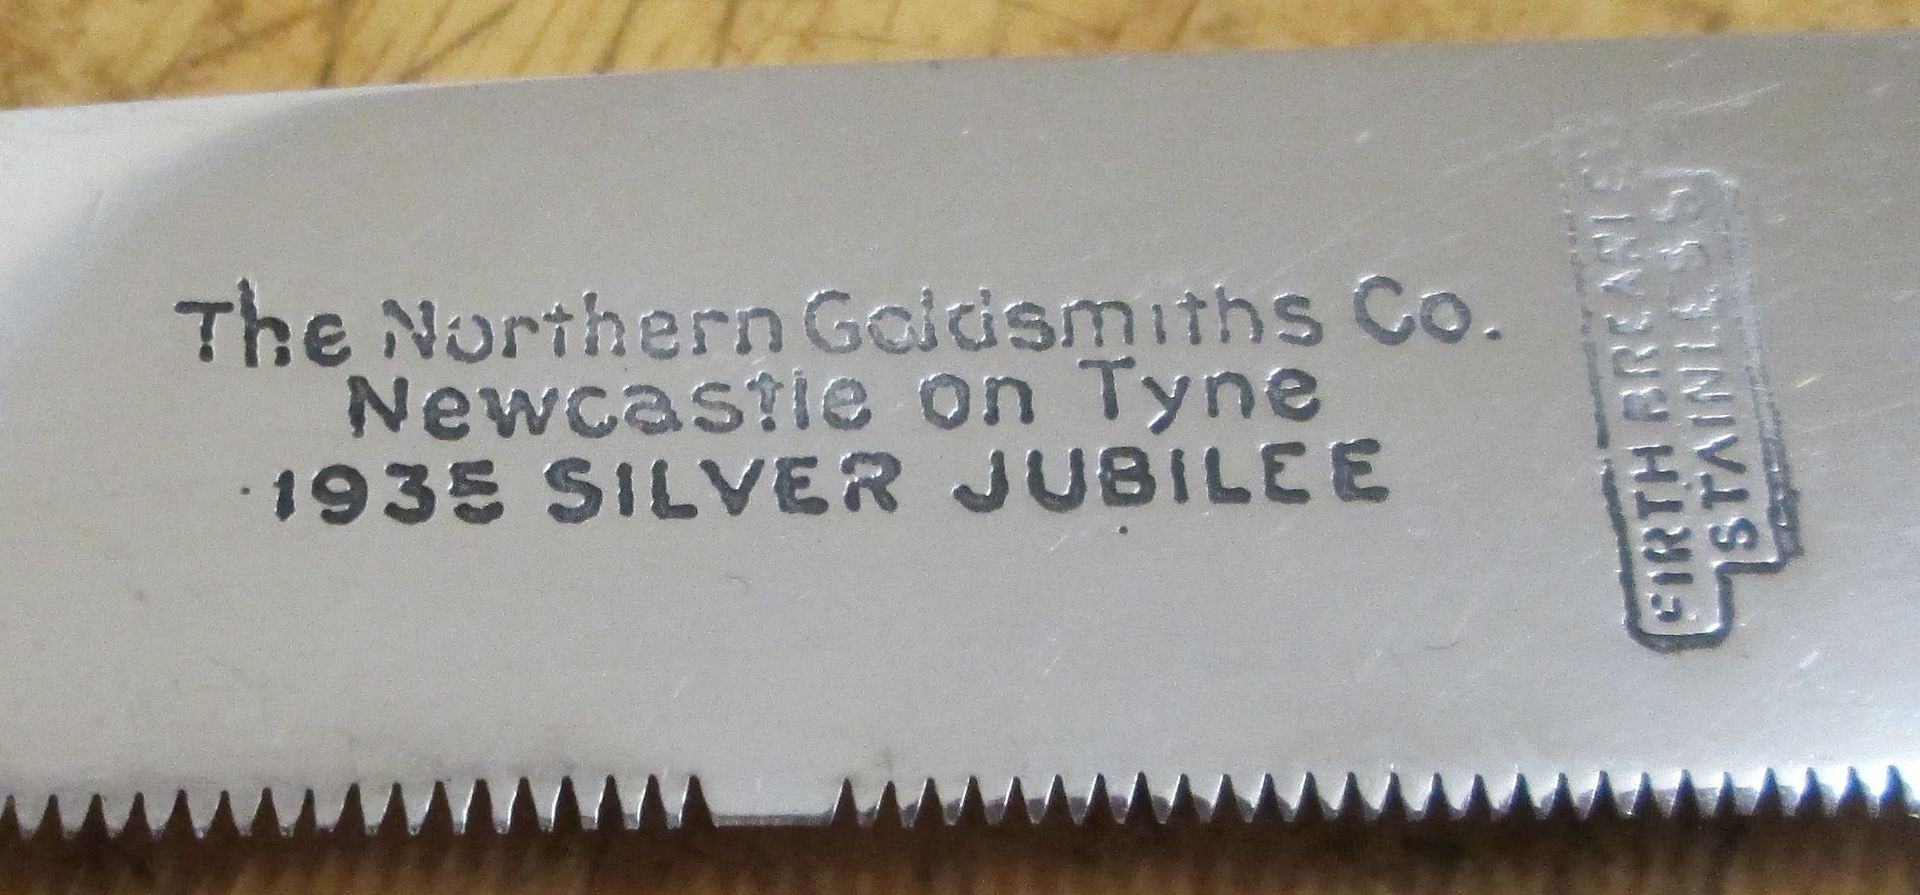 The Northern Goldsmiths Co.
Newcastle on Tyne
1935 SILVER JUBILEE
FIRTH BREARLEY
STAINLESS